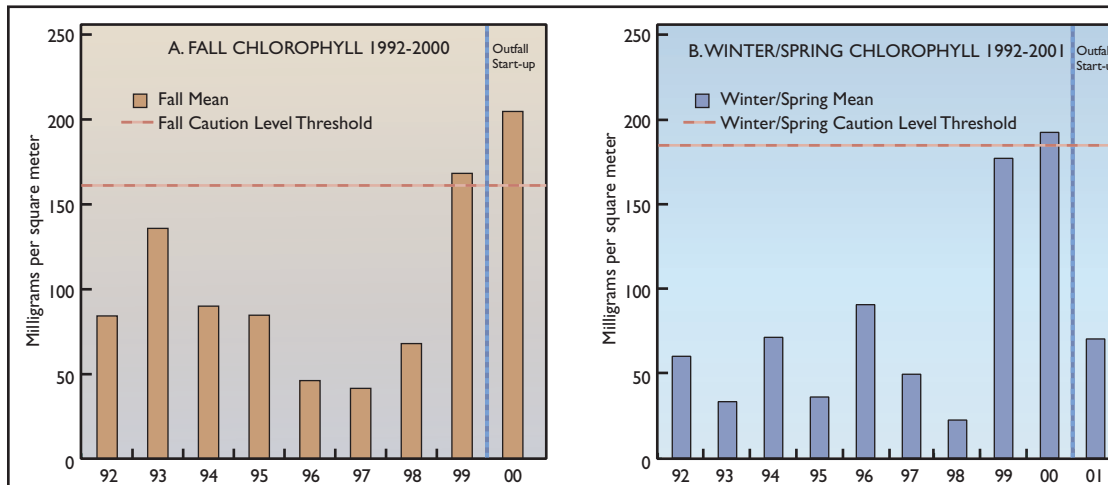 A. FALL CHLOROPHYLL 1992-2000
Outfall
Start-up
Fall Mean
Fall Caution Level Threshold
Milligrams per square meter
250
200
150
100
50
0
92 93 94 95 96 97 98 99 00
B. WINTER/SPRING CHLOROPHYLL 1992-2001
Outfal
Start-u
Winter/Spring Mean
Winter/Spring Caution Level Threshold
Milligrams per square meter
250
200
150
100
50
0
92 93 94 95 96 97 98 99 00 01